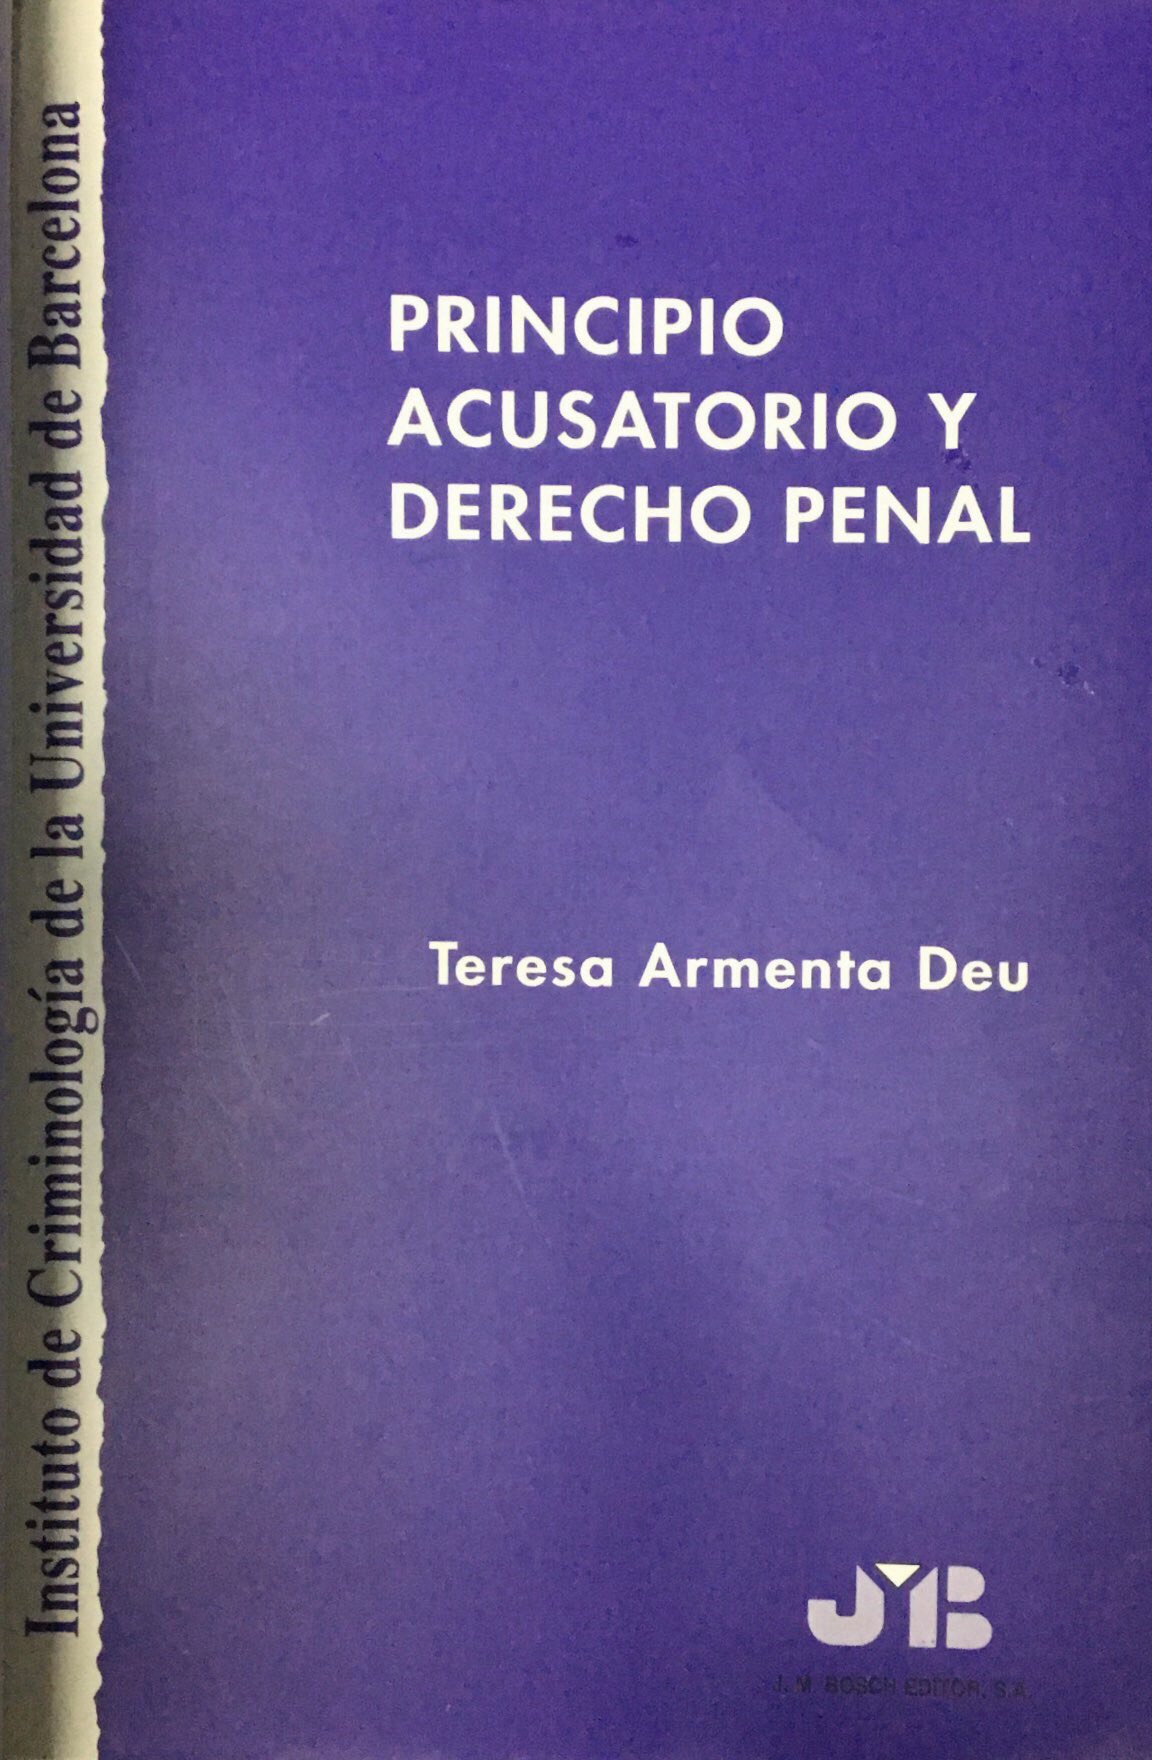 Instituto de Criminología de la Universidad de Barcelona
PRINCIPIO
ACUSATORIO Y
DERECHO PENAL
Teresa Armenta Deu
JMB
J. M. BOSCH EDITOR, S.A.